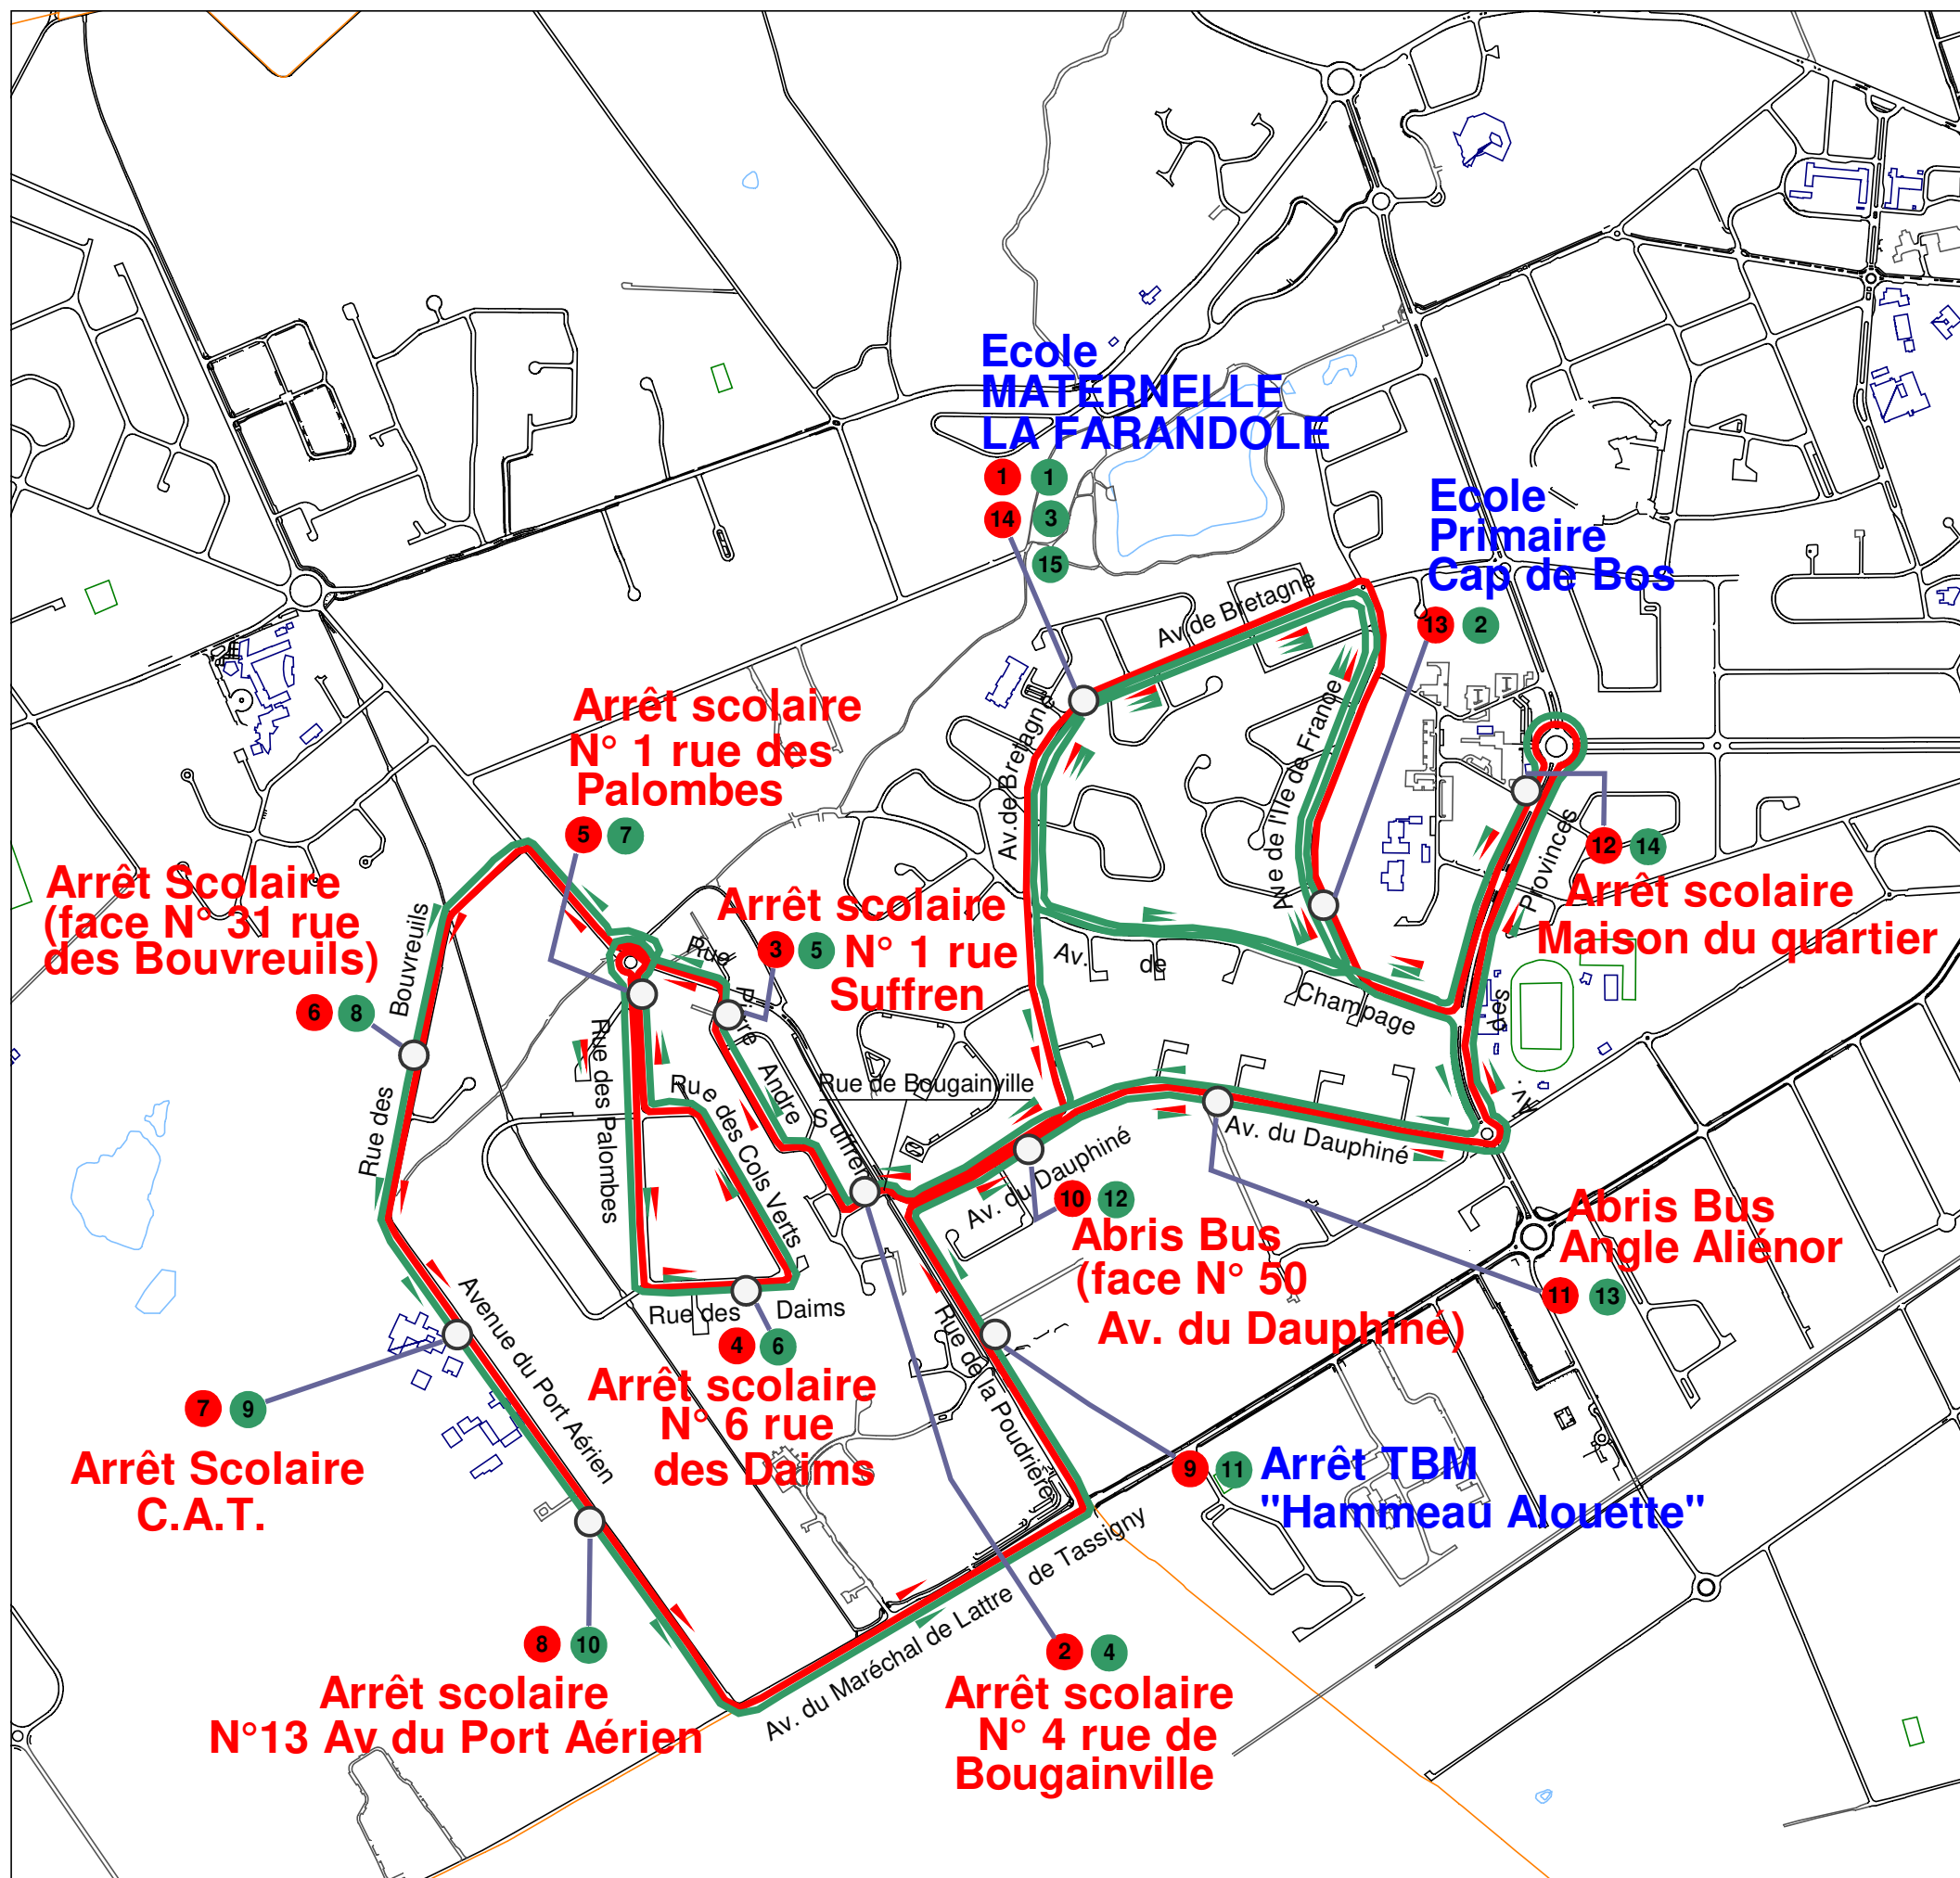 Ecole
MATERNELLE
LA FARANDOLE
1 1
14 3
15
Ecole
Primaire
Cap de Bos
13 2
Av de Bretagne
Av.de Bretagne
Ave de l'Ile de France
Arrêt scolaire
N° 1 rue des
Palombes
5 7
12 14
Arrêt scolaire
Maison du quartier
Av. des Provinces
Arrêt Scolaire
(face N° 31 rue
des Bouvreuils)
6 8
Rue des Bouvreuils
Arrêt scolaire
3 5 N° 1 rue
Suffren
Rue Pierre Andre Suffren
Av. de Champage
Rue des Palombes
Rue des Cols Verts
Rue de Bougainville
Av. du Dauphiné
Av. du Dauphiné
10 12
Abris Bus
(face N° 50
Av. du Dauphiné)
Abris Bus
Angle Aliénor
11 13
Rue des Daims
4 6
Arrêt scolaire
N° 6 rue
des Daims
Avenue du Port Aérien
Rue de la Poudrière
7 9
Arrêt Scolaire
C.A.T.
9 11 Arrêt TBM
"Hammeau Alouette"
Av. du Maréchal de Lattre de Tassigny
8 10
Arrêt scolaire
N°13 Av du Port Aérien
2 4
Arrêt scolaire
N° 4 rue de
Bougainville